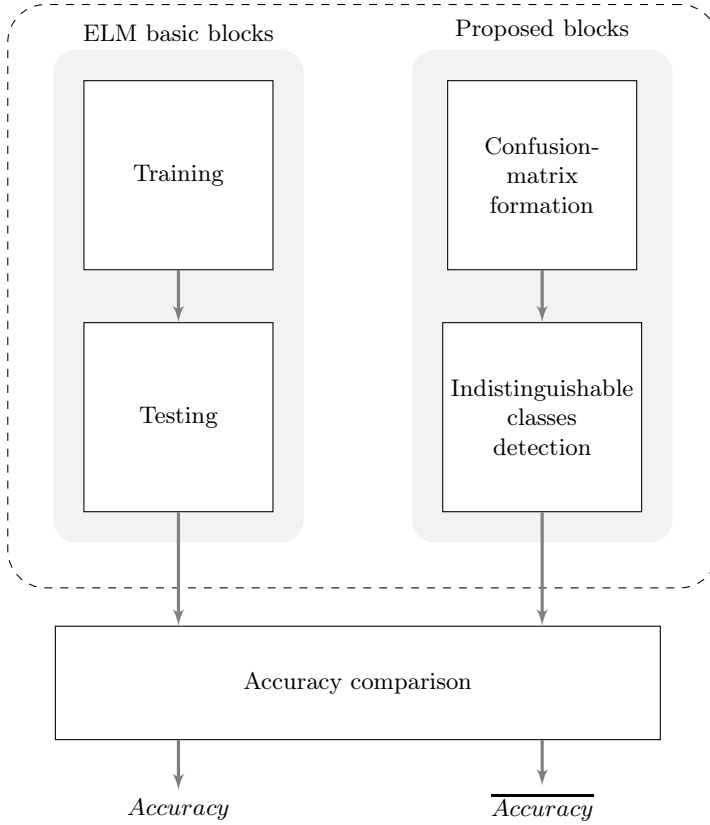 ELM basic blocks
Proposed blocks
Training
Confusion-
matrix
formation
Testing
Indistinguishable
classes
detection
Accuracy comparison
Accuracy
Accuracy